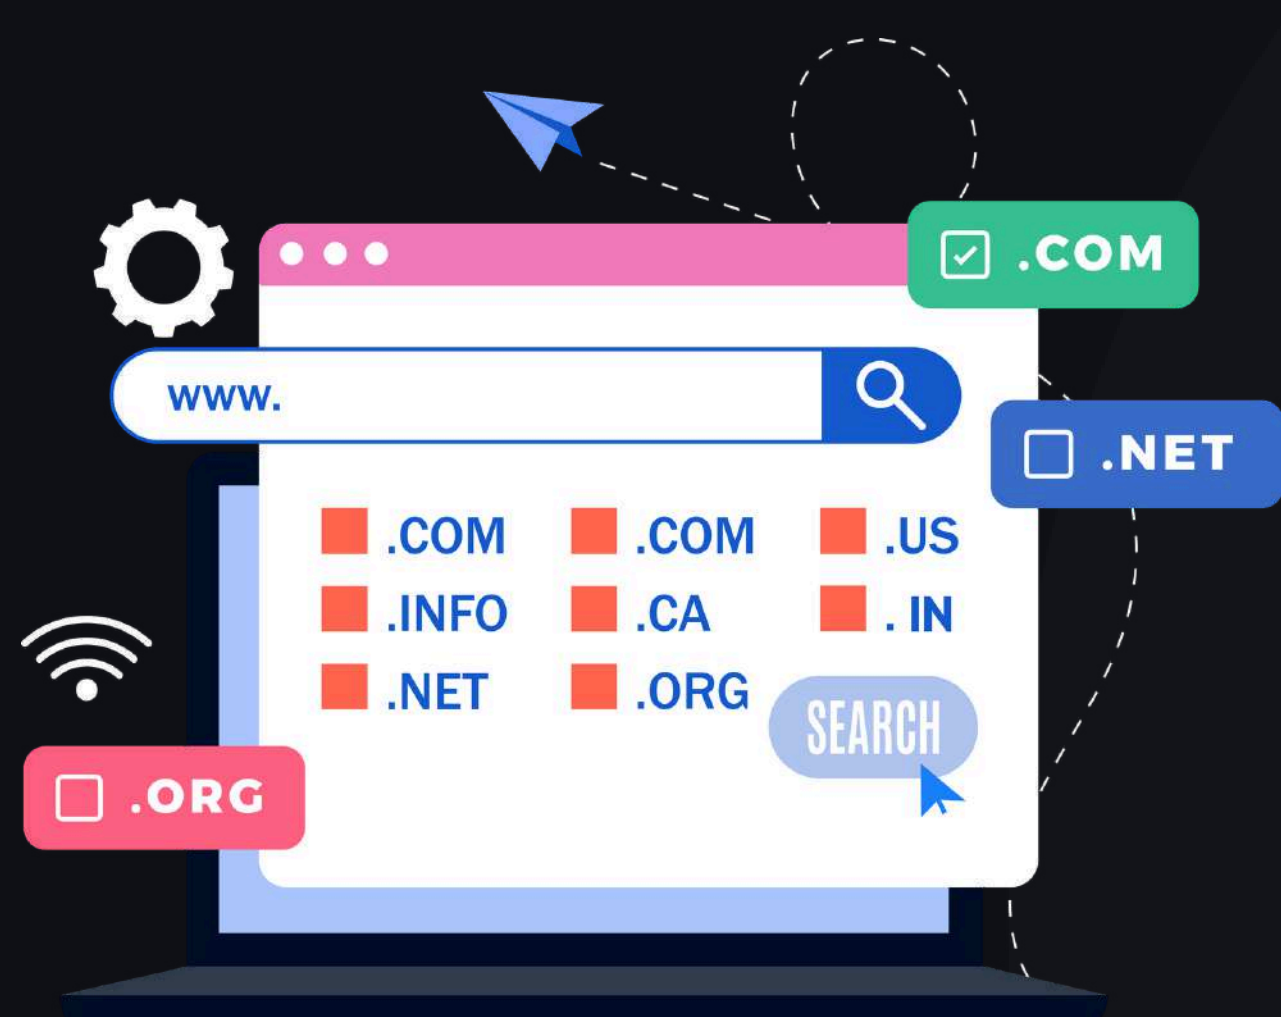 .COM
www.
.NET
.COM .COM .US
.INFO .CA . IN
.NET .ORG
SEARCH
.ORG